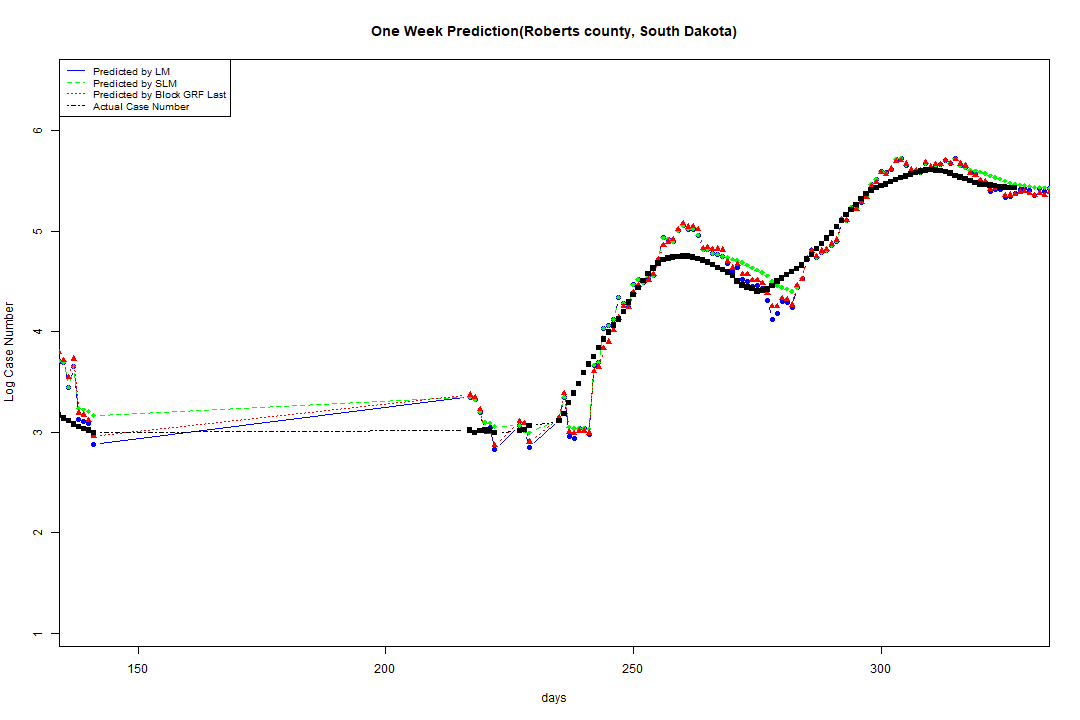 One Week Prediction(Roberts county, South Dakota)
Predicted by LM
Predicted by SLM
Predicted by Block GRF Last
Actual Case Number
6
5
4
3
2
1
Log Case Number
150 200 250 300
days